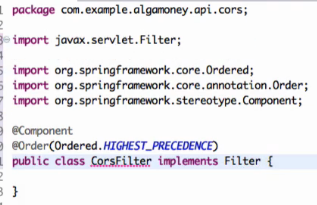 package com.example.algamoney.api.cors;
import javax.servlet.Filter;
import org.springframework.core.Ordered;
import org.springframework.core.annotation.Order;
import org.springframework.stereotype.Component;
@Component
@Order(Ordered.HIGHEST_PRECEDENCE)
public class CorsFilter implements Filter {
}